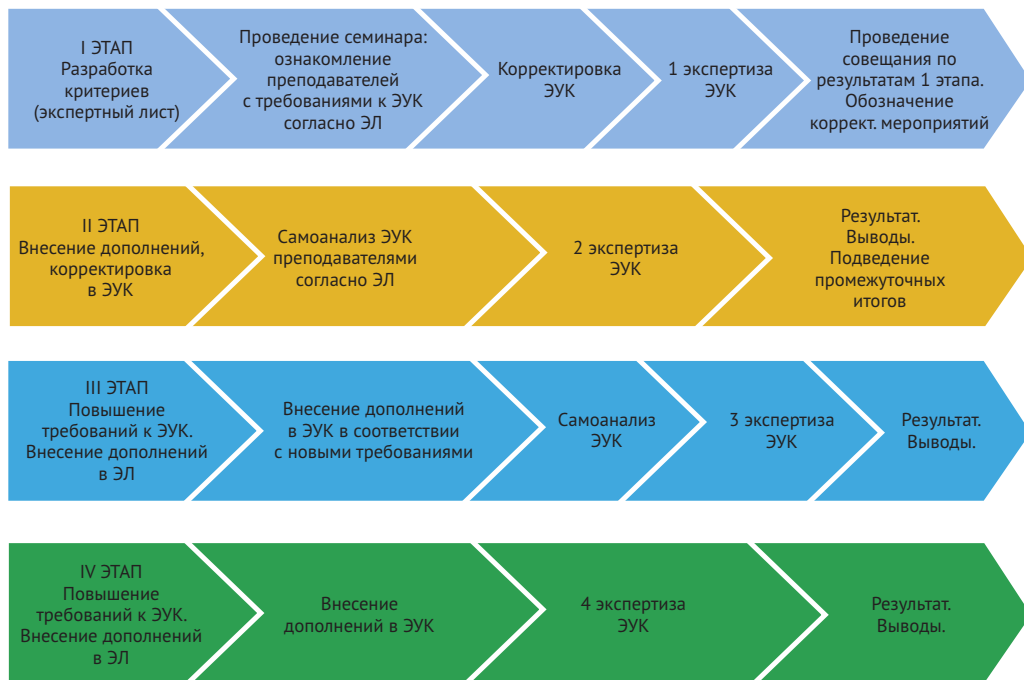 I ЭТАП
Разработка
критериев
(экспертный лист)
Проведение семинара:
ознакомление
преподавателей
с требованиями к ЭУК
согласно ЭЛ
Корректировка
ЭУК
1 экспертиза
ЭУК
Проведение
совещания по
результатам 1 этапа.
Обозначение
коррект. мероприятий
II ЭТАП
Внесение дополнений,
корректировка
в ЭУК
Самоанализ ЭУК
преподавателями
согласно ЭЛ
2 экспертиза
ЭУК
Результат.
Выводы.
Подведение
промежуточных
итогов
III ЭТАП
Повышение
требований к ЭУК.
Внесение дополнений
в ЭЛ
Внесение дополнений
в ЭУК в соответствии
с новыми требованиями
Самоанализ
ЭУК
3 экспертиза
ЭУК
Результат.
Выводы.
IV ЭТАП
Повышение
требований к ЭУК.
Внесение дополнений
в ЭЛ
Внесение
дополнений в ЭУК
4 экспертиза
ЭУК
Результат.
Выводы.